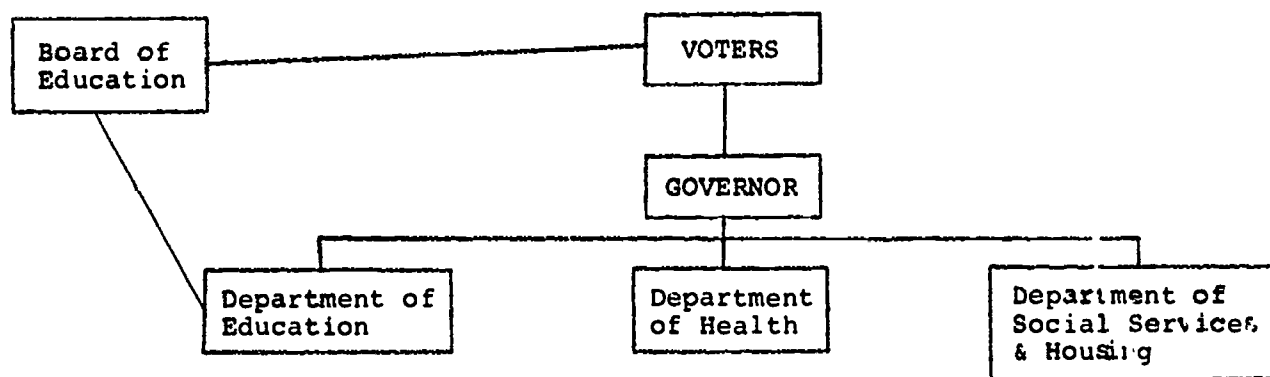 Board of
Education
VOTERS
GOVERNOR
Department of
Education
Department
of Health
Department of
Social Services
& Housing